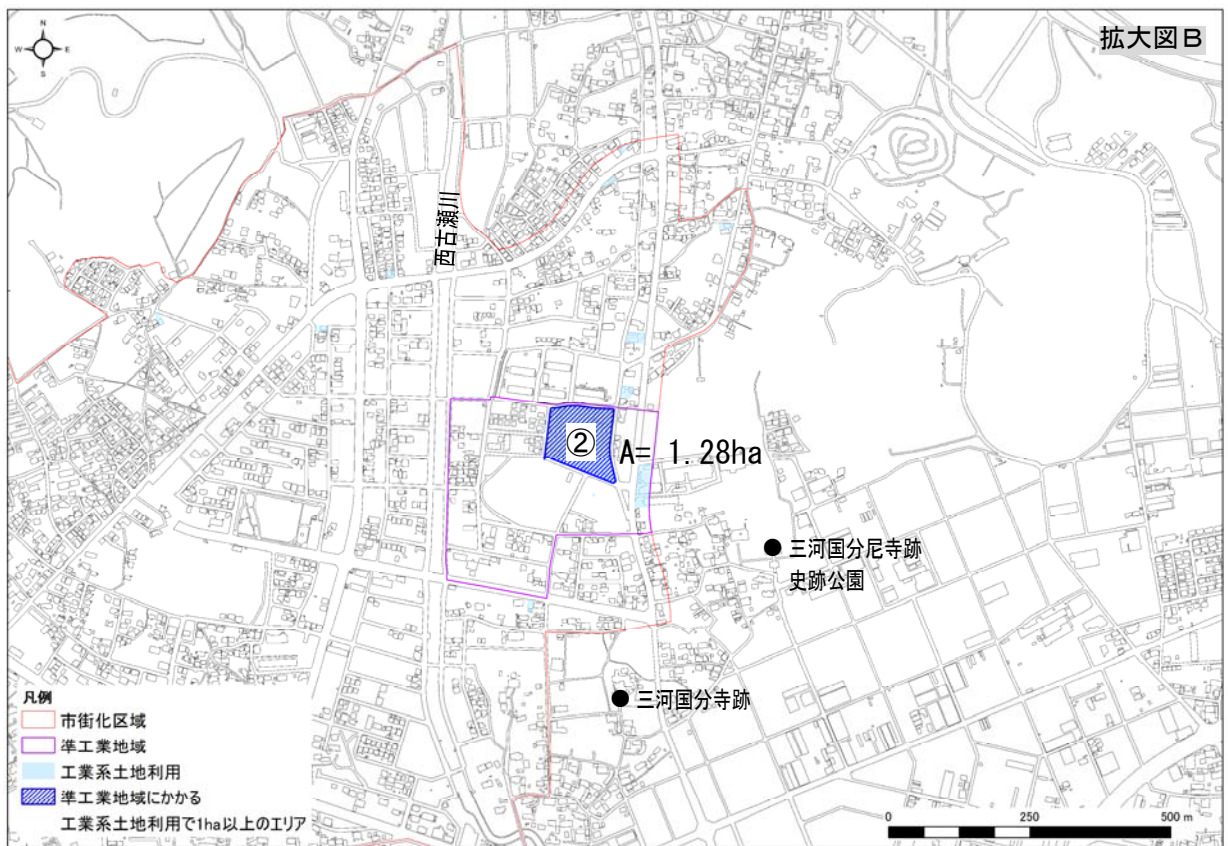 拡大図B
N
W E
S
西古瀬川
② A= 1.28ha
三河国分尼寺跡
史跡公園
三河国分寺跡
凡例
市街化区域
準工業地域
工業系土地利用
準工業地域にかかる
工業系土地利用で1ha以上のエリア
0 250 500 m